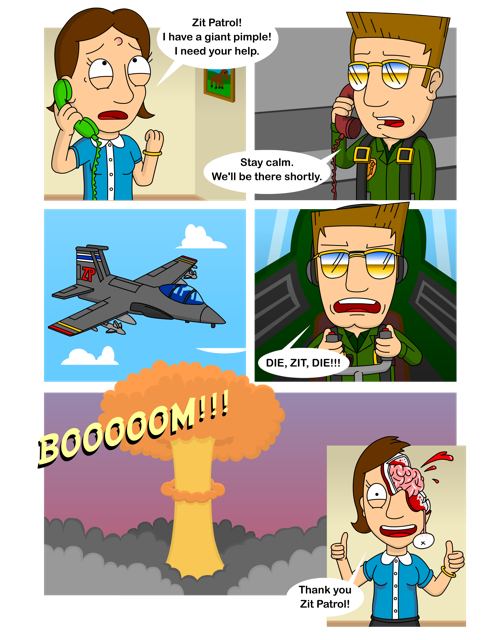 Zit Patrol!
I have a giant pimple!
I need your help.
Stay calm.
We'll be there shortly.
ZP
DIE, ZIT, DIE!!!
BOOOOOM!!!
Thank you
Zit Patrol!